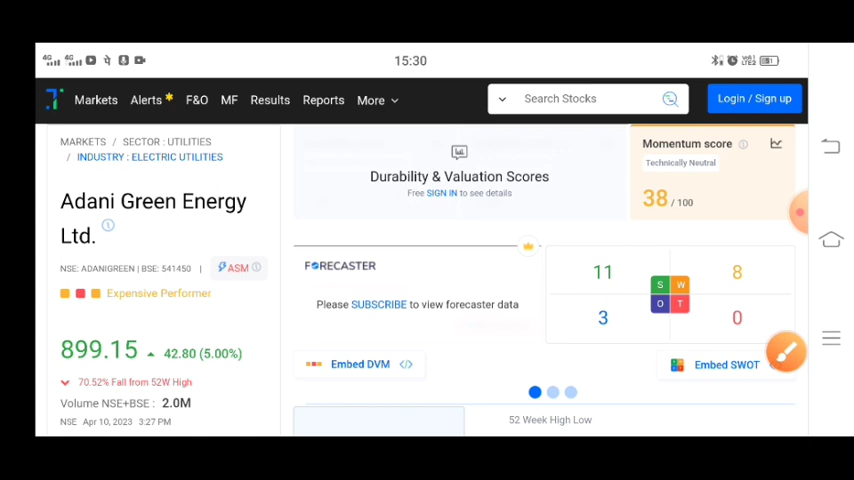 15:30
Markets Alerts F&O MF Results Reports More Search Stocks Login / Sign up
MARKETS / SECTOR : UTILITIES
/ INDUSTRY : ELECTRIC UTILITIES
Adani Green Energy
Ltd.
NSE: ADANIGREEN | BSE: 541450 | ASM
Expensive Performer
899.15 42.80 (5.00%)
70.52% Fall from 52W High
Volume NSE+BSE : 2.0M
NSE Apr 10, 2023 3:27 PM
Durability & Valuation Scores
Free SIGN IN to see details
Momentum score
Technically Neutral
38 / 100
FORECASTER
Please SUBSCRIBE to view forecaster data
11 8
S W
O T
3 0
Embed DVM </>
Embed SWOT
52 Week High Low